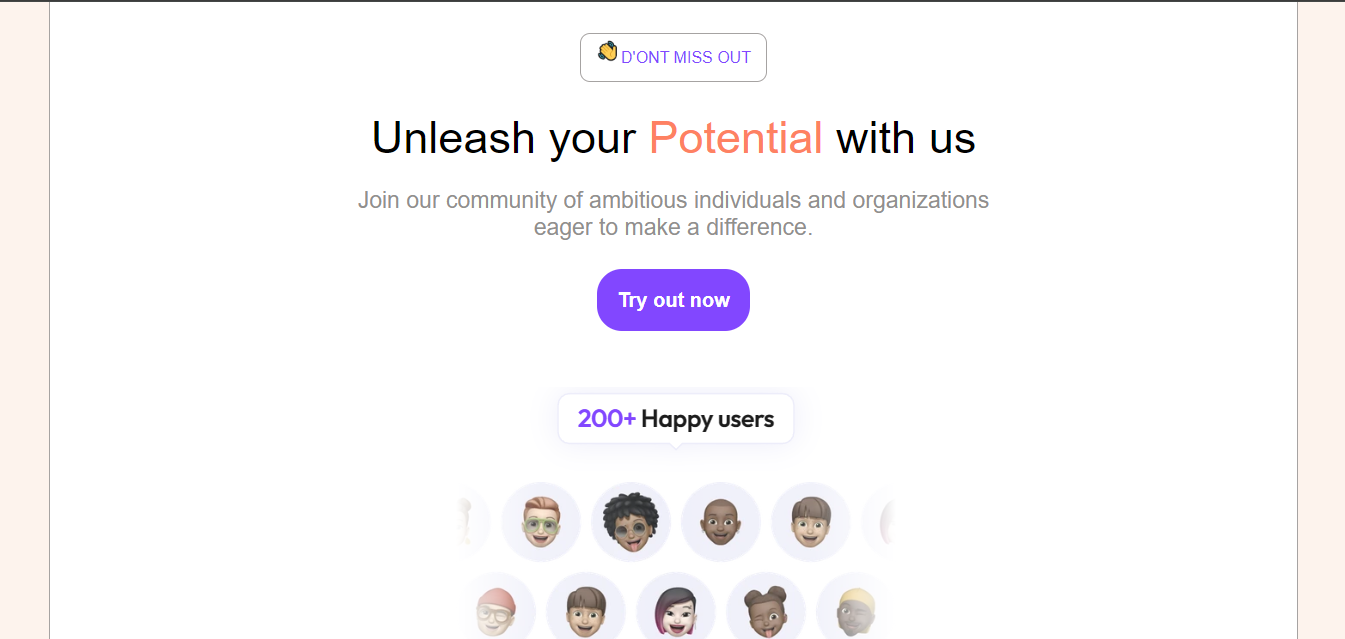 D'ONT MISS OUT
Unleash your Potential with us
Join our community of ambitious individuals and organizations
eager to make a difference.
Try out now
200+ Happy users